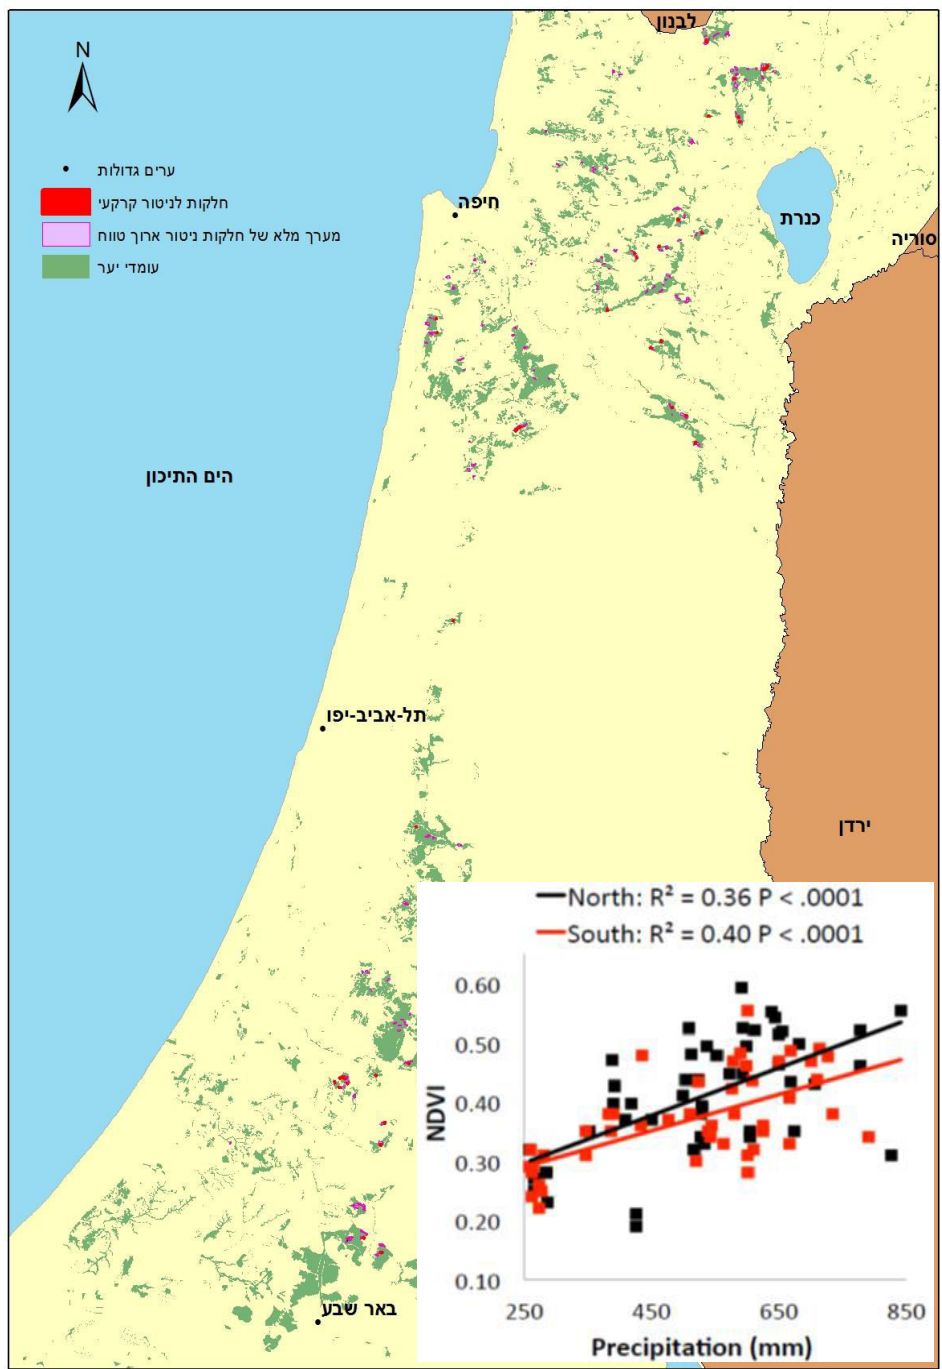 לבנון
N
ערים גדולות
חלקות לניטור קרקעי
מערך מלא של חלקות ניטור ארוך טווח
עומדי יער
חיפה
כנרת
סוריה
הים התיכון
תל-אביב-יפו
ירדן
North: R² = 0.36 P < .0001
South: R² = 0.40 P < .0001
NDVI
0.60
0.50
0.40
0.30
0.20
0.10
250 450 650 850
Precipitation (mm)
באר שבע